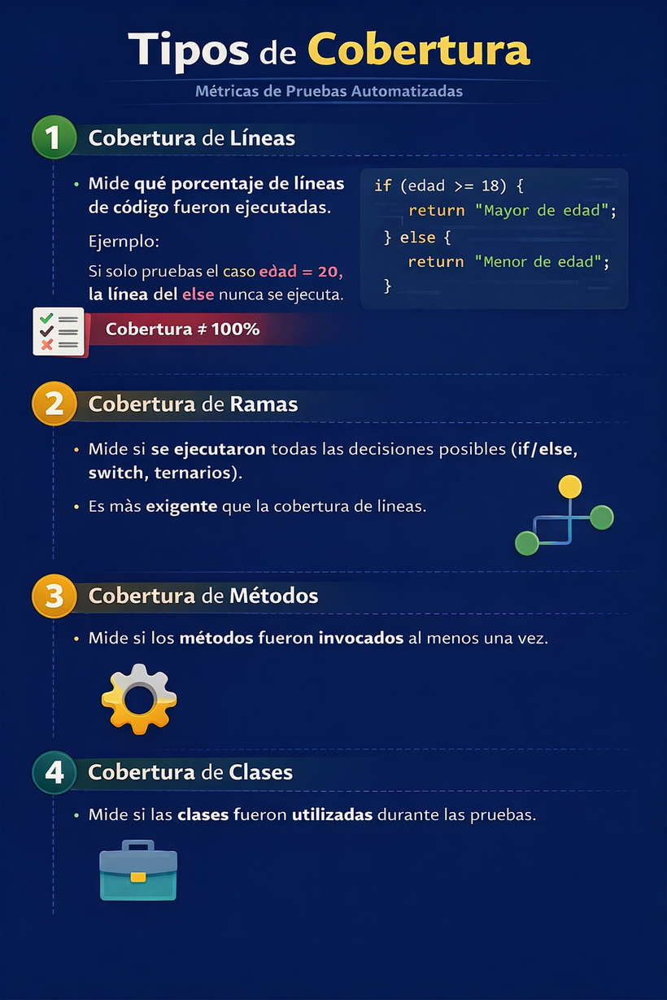 Tipos de Cobertura
Métricas de Pruebas Automatizadas
1 Cobertura de Líneas
• Mide qué porcentaje de líneas
de código fueron ejecutadas.
Ejemplo:
Si solo pruebas el caso edàd = 20,
la línea del else nunca se ejecuta.
if (edad >= 18) {
return "Mayor de edad";
} else {
return "Menor de edad";
}
Cobertura ≠ 100%
2 Cobertura de Ramas
• Mide si se ejecutaron todas las decisiones posibles (if/else,
switch, ternarios).
• Es màs exigente que la cobertura de líneas.
3 Cobertura de Métodos
• Mide si los métodos fueron invocados al menos una vez.
4 Cobertura de Clases
• Mide si las clases fueron utilizadas durante las pruebas.